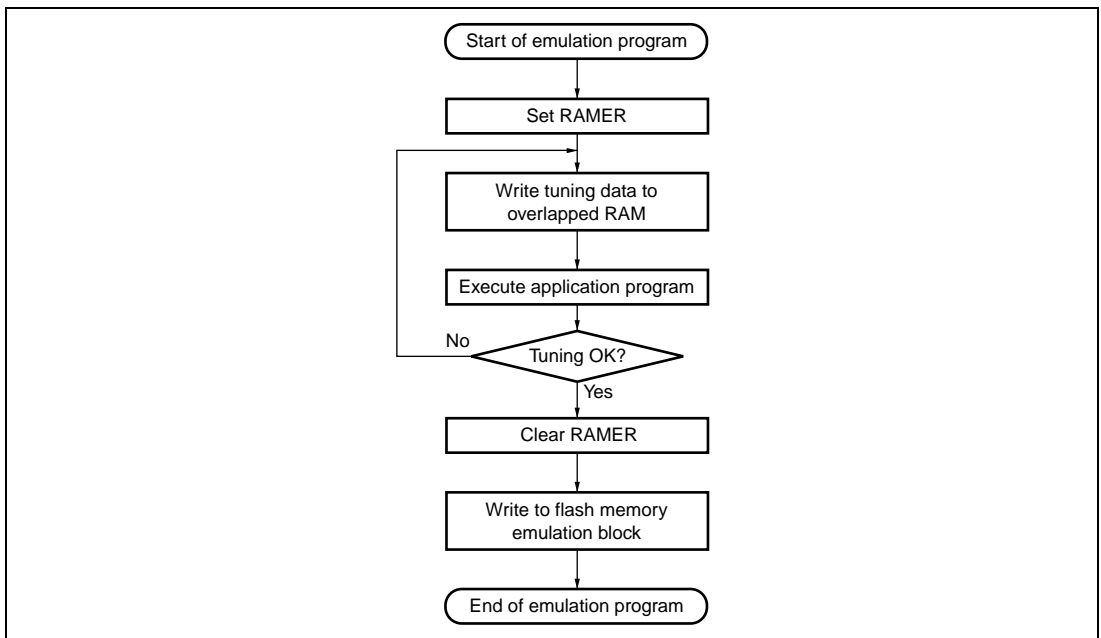 Start of emulation program
Set RAMER
Write tuning data to
overlapped RAM
Execute application program
No
Tuning OK?
Yes
Clear RAMER
Write to flash memory
emulation block
End of emulation program